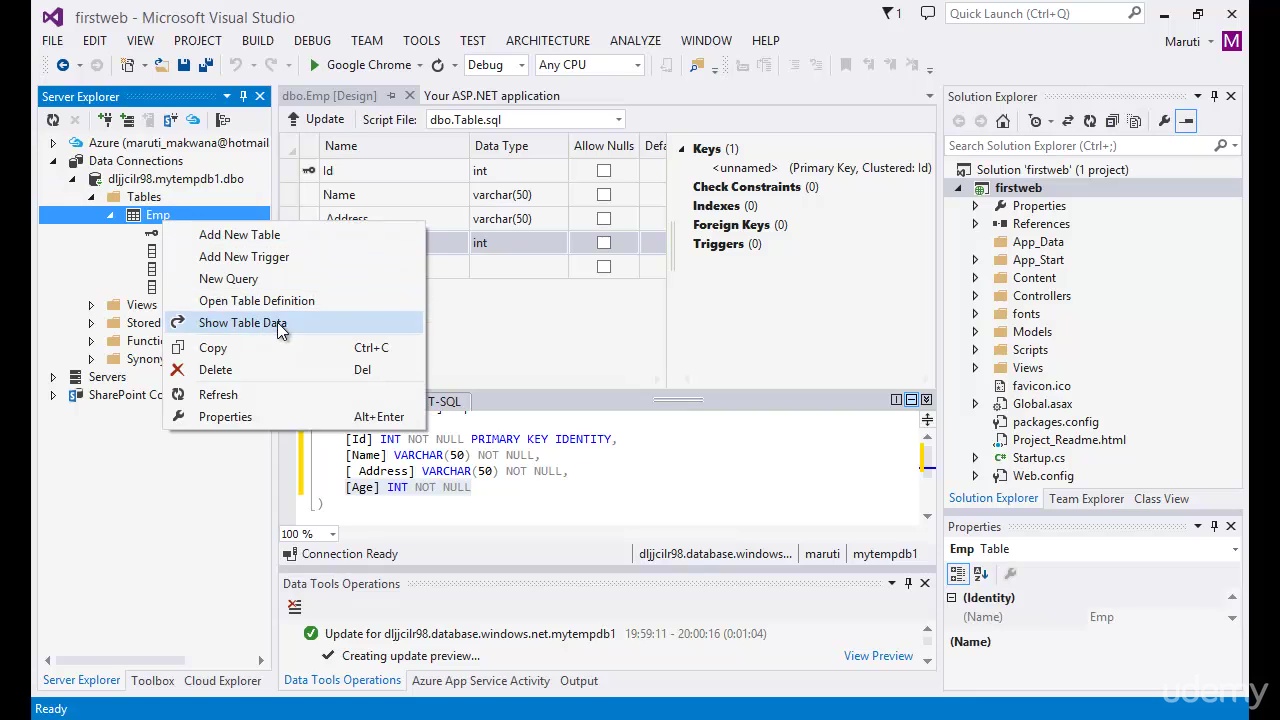 firstweb - Microsoft Visual Studio
1
Quick Launch (Ctrl+Q)
FILE EDIT VIEW PROJECT BUILD DEBUG TEAM TOOLS TEST ARCHITECTURE ANALYZE WINDOW HELP
Maruti M
Google Chrome Debug Any CPU
Server Explorer
Azure (maruti_makwana@hotmail
Data Connections
dljjcilr98.mytempdb1.dbo
Tables
Emp
Views
Stored
Functi
Synony
Servers
SharePoint Co
Add New Table
Add New Trigger
New Query
Open Table Definition
Show Table Data
Copy Ctrl+C
Delete Del
Refresh
Properties Alt+Enter
Server Explorer Toolbox Cloud Explorer
dbo.Emp [Design] Your ASP.NET application
Update Script File: dbo.Table.sql
Name Data Type Allow Nulls Defa
Id int
Name varchar(50)
Address varchar(50)
int
Keys (1)
<unnamed> (Primary Key, Clustered: Id)
Check Constraints (0)
Indexes (0)
Foreign Keys (0)
Triggers (0)
T-SQL
[Id] INT NOT NULL PRIMARY KEY IDENTITY,
[Name] VARCHAR(50) NOT NULL,
[ Address] VARCHAR(50) NOT NULL,
[Age] INT NOT NULL
)
100 %
Connection Ready dljjcilr98.database.windows... maruti mytempdb1
Data Tools Operations
Update for dljjcilr98.database.windows.net.mytempdb1 19:59:11 - 20:00:16 (0:01:04)
Creating update preview... View Preview
Data Tools Operations Azure App Service Activity Output
Solution Explorer
Search Solution Explorer (Ctrl+;)
Solution 'firstweb' (1 project)
firstweb
Properties
References
App_Data
App_Start
Content
Controllers
fonts
Models
Scripts
Views
favicon.ico
Global.asax
packages.config
Project_Readme.html
Startup.cs
Web.config
Solution Explorer Team Explorer Class View
Properties
Emp Table
(Identity)
(Name) Emp
(Name)
Ready
udemy